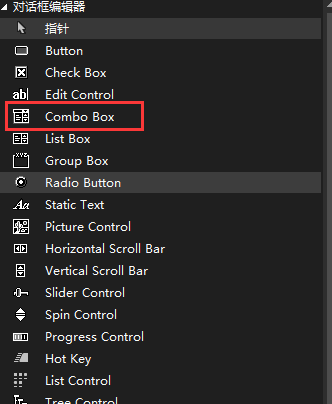 对话框编辑器
指针
Button
Check Box
Edit Control
Combo Box
List Box
Group Box
Radio Button
Static Text
Picture Control
Horizontal Scroll Bar
Vertical Scroll Bar
Slider Control
Spin Control
Progress Control
Hot Key
List Control
Tree Control